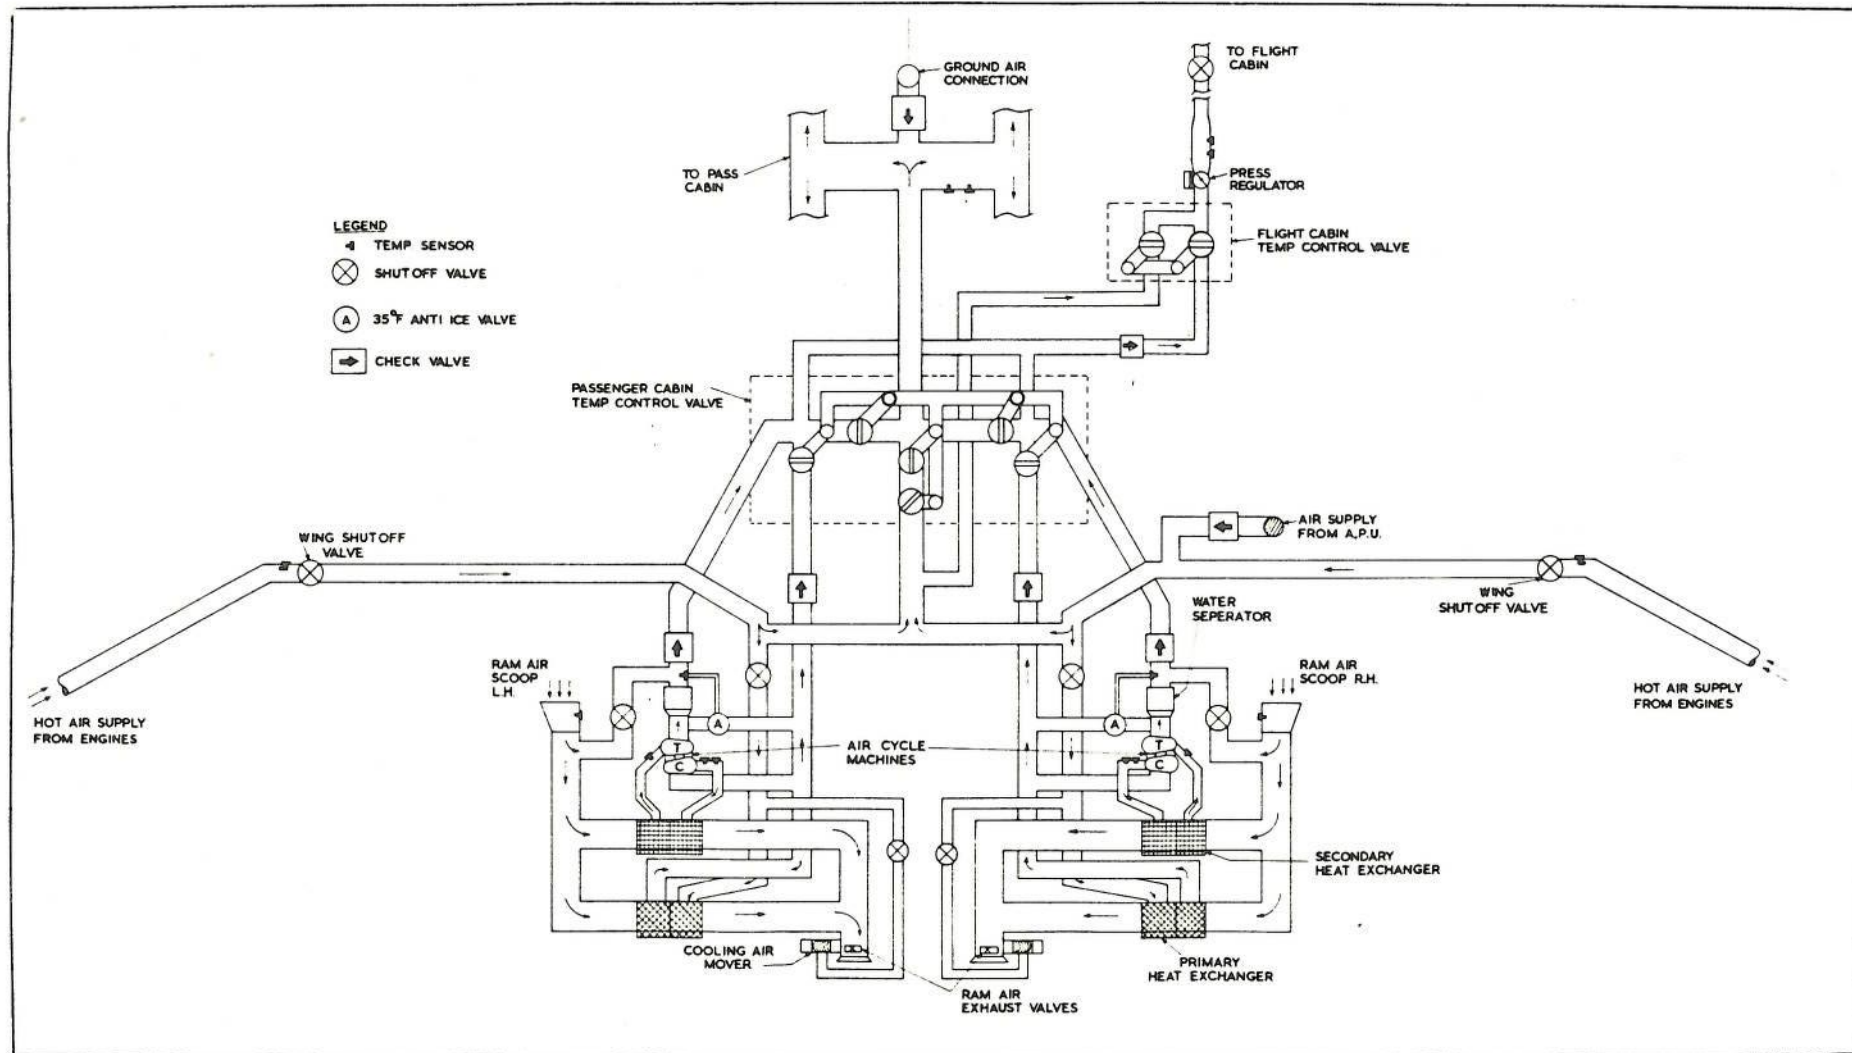 GROUND AIR
CONNECTION
TO FLIGHT
CABIN
TO PASS
CABIN
PRESS
REGULATOR
LEGEND
TEMP SENSOR
SHUTOFF VALVE
A 35°F ANTI ICE VALVE
CHECK VALVE
FLIGHT CABIN
TEMP CONTROL VALVE
PASSENGER CABIN
TEMP CONTROL VALVE
WING SHUTOFF
VALVE
AIR SUPPLY
FROM A.P.U.
WING
SHUTOFF VALVE
WATER
SEPERATOR
RAM AIR
SCOOP
L.H.
RAM AIR
SCOOP R.H.
HOT AIR SUPPLY
FROM ENGINES
HOT AIR SUPPLY
FROM ENGINES
A
A
T
C
T
C
AIR CYCLE
MACHINES
SECONDARY
HEAT EXCHANGER
COOLING AIR
MOVER
PRIMARY
HEAT EXCHANGER
RAM AIR
EXHAUST VALVES